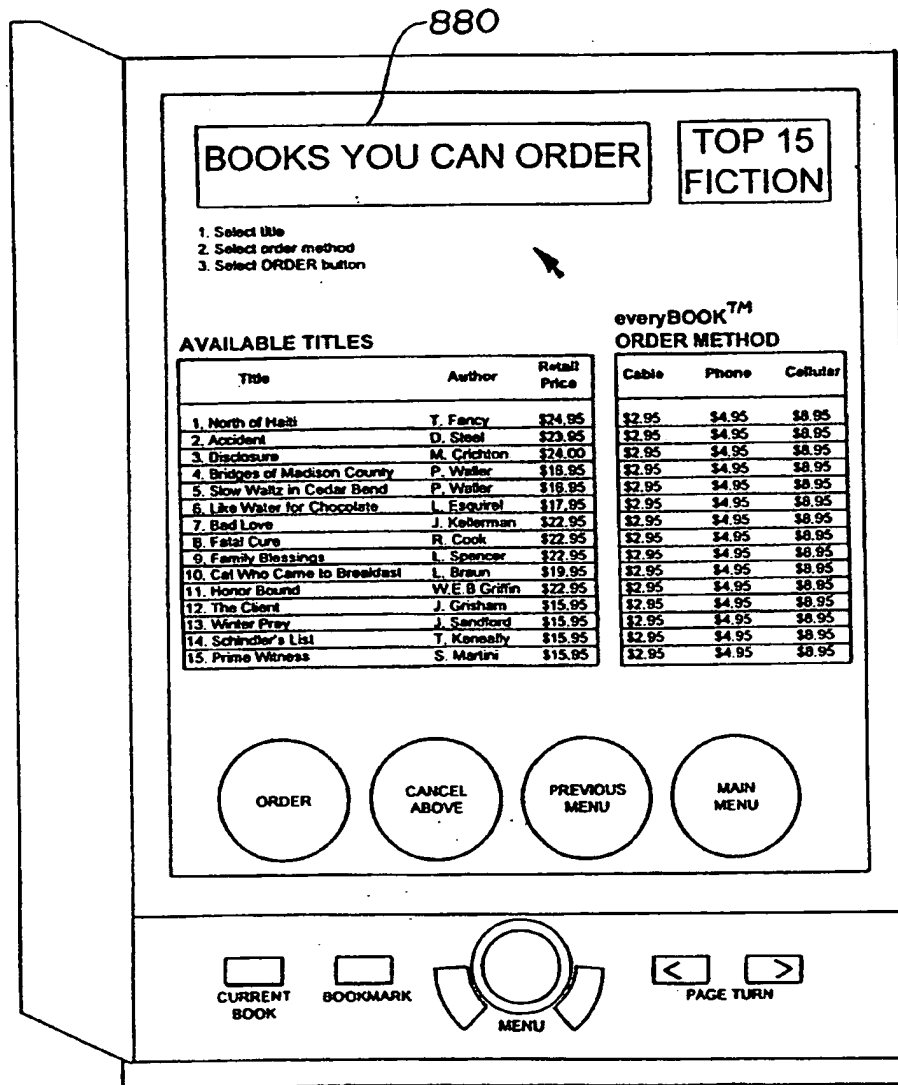 880
BOOKS YOU CAN ORDER
TOP 15
FICTION
1. Select title
2. Select order method
3. Select ORDER button
everyBOOK™
AVAILABLE TITLES
ORDER METHOD
Title Author Retail Price Cable Phone Cellular
1. North of Haiti T. Fancy $24.95 $2.95 $4.95 $8.95
2. Accident D. Steel $23.95 $2.95 $4.95 $8.95
3. Disclosure M. Crichton $24.00 $2.95 $4.95 $8.95
4. Bridges of Madison County P. Waller $16.95 $2.95 $4.95 $8.95
5. Slow Waltz in Cedar Bend P. Waller $16.95 $2.95 $4.95 $8.95
6. Like Water for Chocolate L. Esquirel $17.95 $2.95 $4.95 $8.95
7. Bad Love J. Kellerman $22.95 $2.95 $4.95 $8.95
8. Fatal Cure R. Cook $22.95 $2.95 $4.95 $8.95
9. Family Blessings L. Spencer $22.95 $2.95 $4.95 $8.95
10. Cat Who Came to Breakfast L. Braun $19.95 $2.95 $4.95 $8.95
11. Honor Bound W.E.B Griffin $22.95 $2.95 $4.95 $8.95
12. The Client J. Grisham $15.95 $2.95 $4.95 $8.95
13. Winter Prey J. Sandford $15.95 $2.95 $4.95 $8.95
14. Schindler's List T. Keneally $15.95 $2.95 $4.95 $8.95
15. Prime Witness S. Martini $15.95 $2.95 $4.95 $8.95
ORDER
CANCEL
ABOVE
PREVIOUS
MENU
MAIN
MENU
< >
CURRENT
BOOK
BOOKMARK
MENU
PAGE TURN